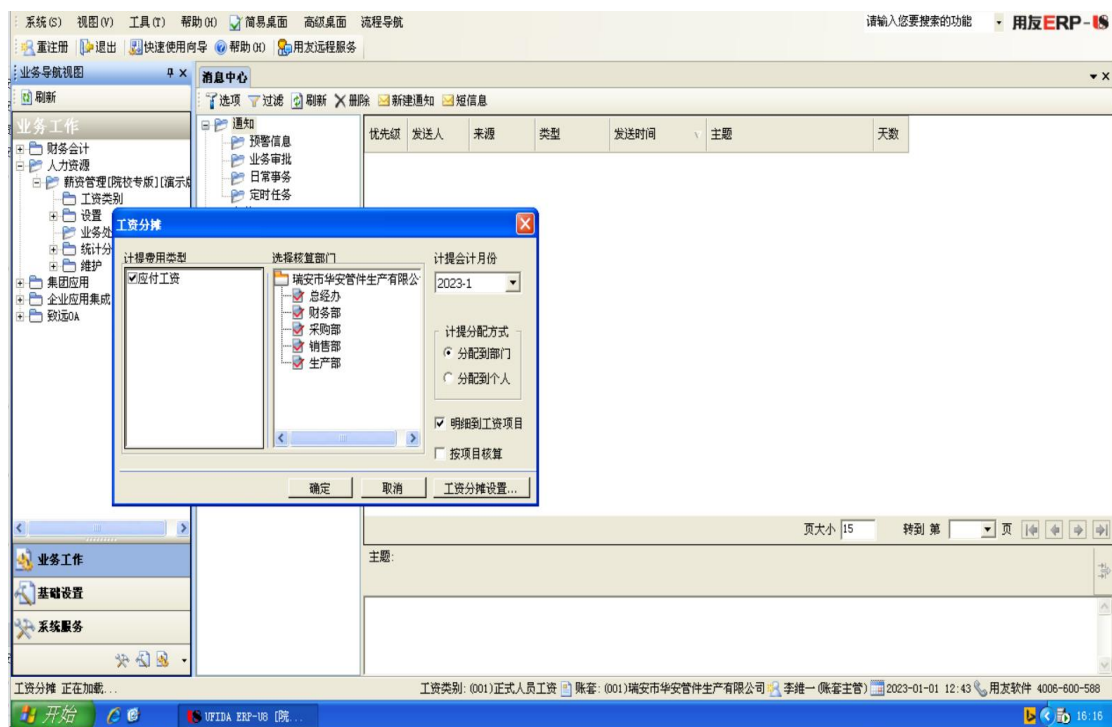 系统(S) 视图(V) 工具(T) 帮助(H) 简易桌面 高级桌面 流程导航 请输入您要搜索的功能 用友ERP-U8
重注册 退出 快速使用向导 帮助(H) 用友远程服务
业务导航视图
消息中心
刷新
选项 过滤 刷新 删除 新建通知 短信息
业务工作
财务会计
人力资源
薪资管理[院校专版][演示版
工资类别
设置
业务处
统计分
维护
集团应用
企业应用集成
致远OA
通知
预警信息
业务审批
日常事务
定时任务
优先级 发送人 来源 类型 发送时间 主题 天数
工资分摊
计提费用类型 选择核算部门 计提会计月份
应付工资
瑞安市华安管件生产有限公
总经办
财务部
采购部
销售部
生产部
2023-1
计提分配方式
分配到部门
分配到个人
明细到工资项目
按项目核算
确定 取消 工资分摊设置...
页大小 15 转到 第 页
主题:
业务工作
基础设置
系统服务
工资分摊 正在加载...
工资类别: (001)正式人员工资 账套: (001)瑞安市华安管件生产有限公司 李维一 (账套主管) 2023-01-01 12:43 用友软件 4006-600-588
开始 UFIDA ERP-U8 [院... 16:16